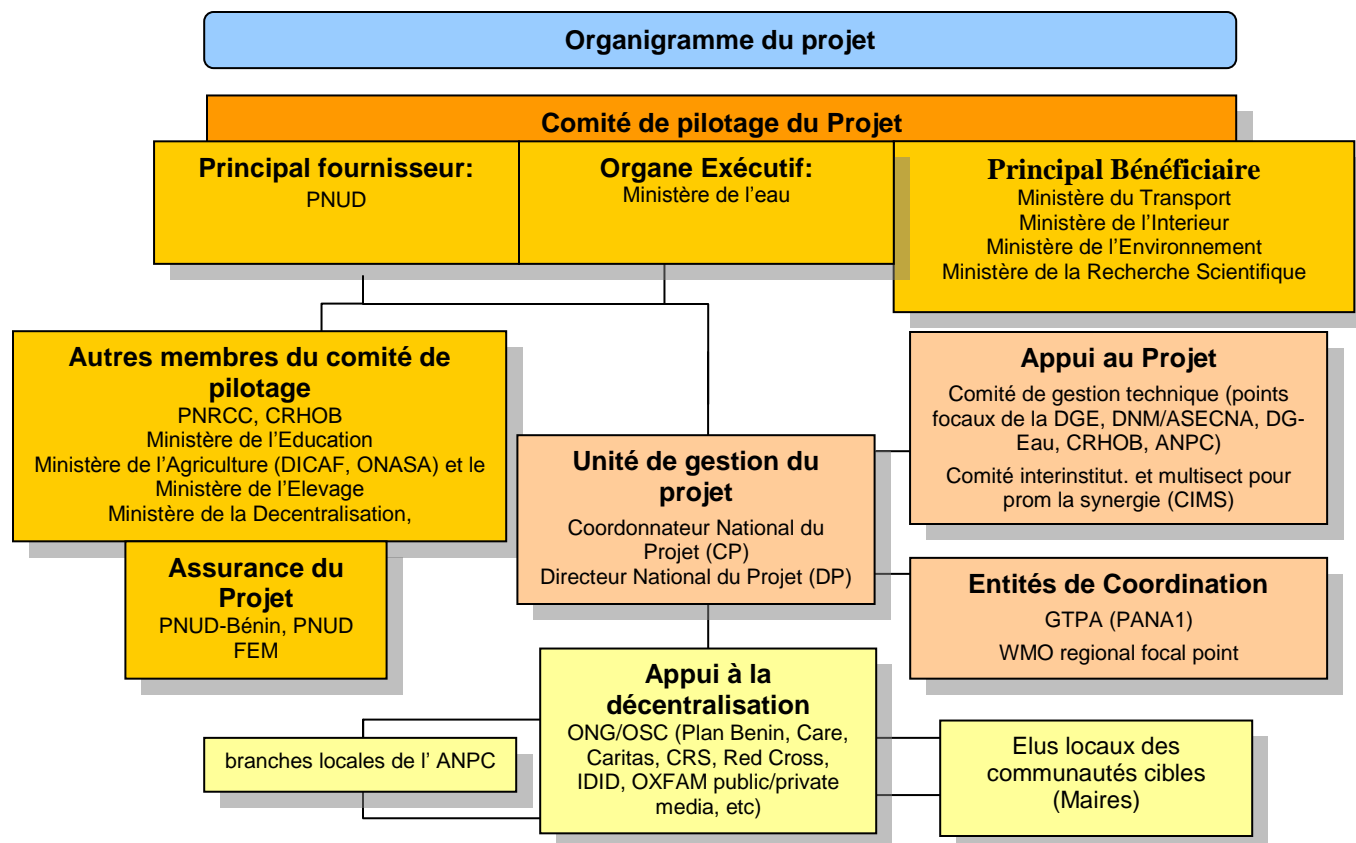 Organigramme du projet
Comité de pilotage du Projet
Principal fournisseur:
PNUD
Organe Exécutif:
Ministère de l'eau
Principal Bénéficiaire
Ministère du Transport
Ministère de l'Interieur
Ministère de l'Environnement
Ministère de la Recherche Scientifique
Autres membres du comité de
pilotage
PNRCC, CRHOB
Ministère de l'Education
Ministère de l'Agriculture (DICAF, ONASA) et le
Ministère de l'Elevage
Ministère de la Decentralisation,
Assurance du
Projet
PNUD-Bénin, PNUD
FEM
Unité de gestion du
projet
Coordonnateur National du
Projet (CP)
Directeur National du Projet (DP)
Appui au Projet
Comité de gestion technique (points
focaux de la DGE, DNM/ASECNA, DG-
Eau, CRHOB, ANPC)
Comité interinstitut. et multisect pour
prom la synergie (CIMS)
Entités de Coordination
GTPA (PANA1)
WMO regional focal point
Appui à la
décentralisation
ONG/OSC (Plan Benin, Care,
Caritas, CRS, Red Cross,
IDID, OXFAM public/private
media, etc)
branches locales de l' ANPC
Elus locaux des
communautés cibles
(Maires)